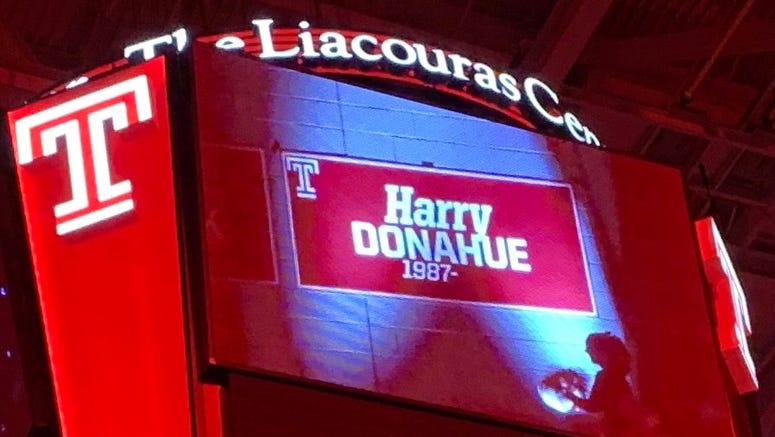 The Liacouras Cen
T
T
Harry
DONAHUE
1987-